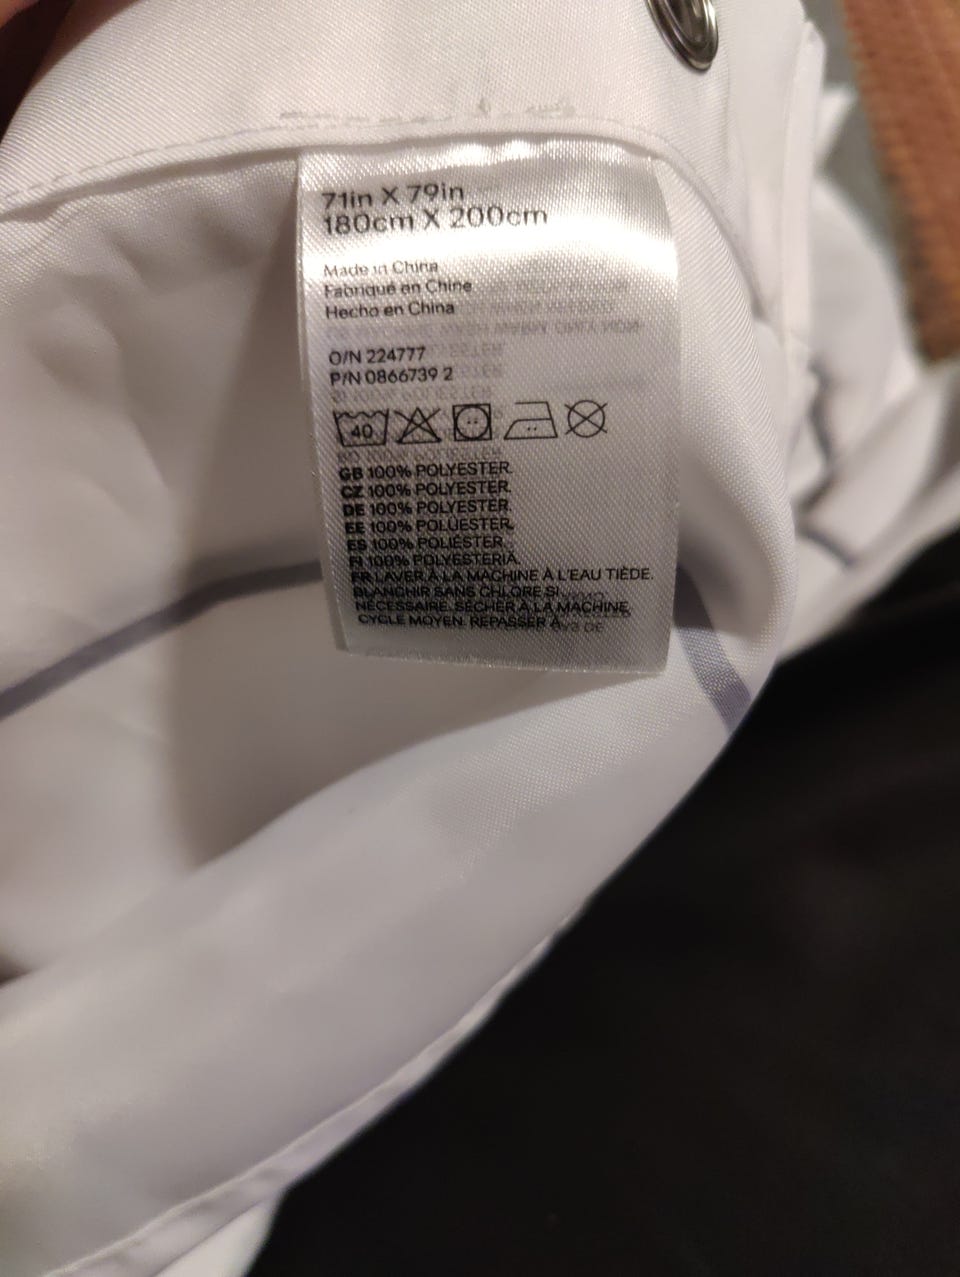 71in X 79in
180cm X 200cm
Made in China
Fabriqué en Chine
Hecho en China
O/N 224777
P/N 0866739 2
40
GB 100% POLYESTER.
CZ 100% POLYESTER.
DE 100% POLYESTER.
EE 100% POLÜESTER.
ES 100% POLIÉSTER.
FI 100% POLYESTERIÄ.
FR LAVER À LA MACHINE À L'EAU TIÈDE.
BLANCHIR SANS CHLORE SI
NÉCESSAIRE. SÉCHER À LA MACHINE,
CYCLE MOYEN. REPASSER À